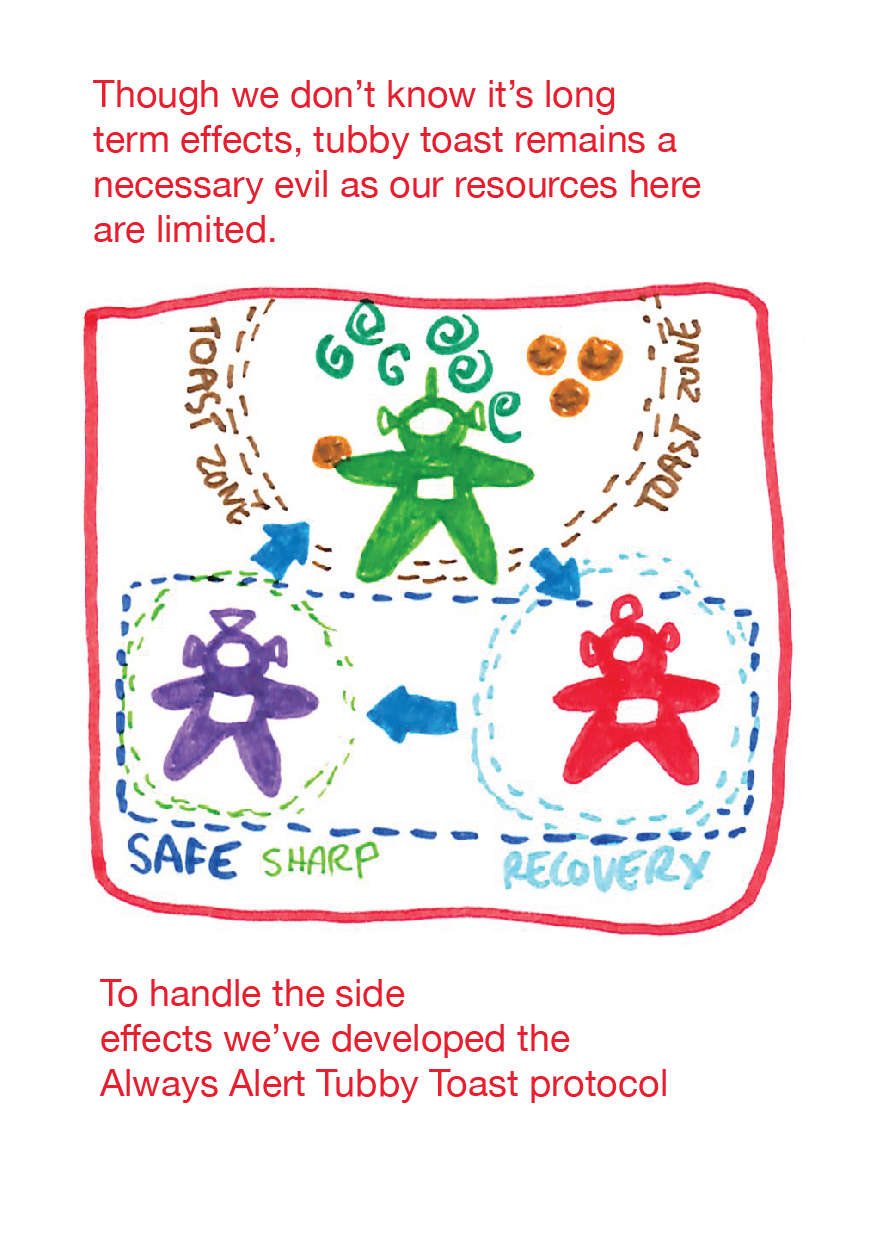 Though we don't know it's long
term effects, tubby toast remains a
necessary evil as our resources here
are limited.
TOAST ZONE
TOAST ZONE
SAFE SHARP
RECOVERY
To handle the side
effects we've developed the
Always Alert Tubby Toast protocol